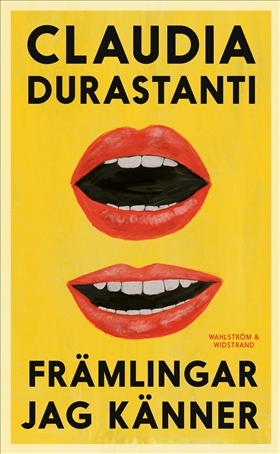 CLAUDIA
DURASTANTI
WAHLSTRÖM &
WIDSTRAND
FRÄMLINGAR
JAG KÄNNER